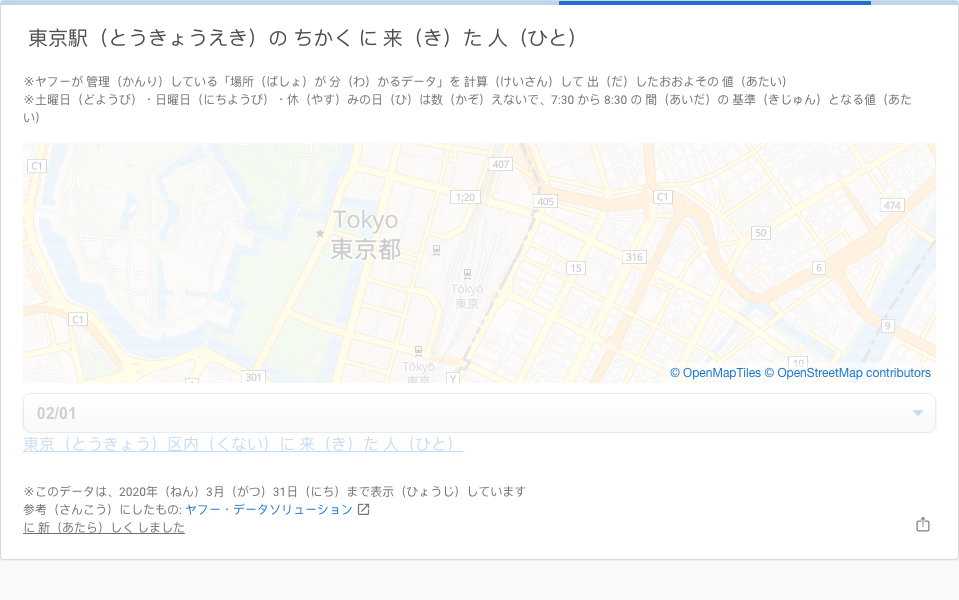 東京駅（とうきょうえき）の ちかく に 来（き）た 人（ひと）
※ヤフーが 管理（かんり）している「場所（ばしょ）が 分（わ）かるデータ」を 計算（けいさん）して 出（だ）したおおよその 値（あたい）
※土曜日（どようび）・日曜日（にちようび）・休（やす）みの日（ひ）は数（かぞ）えないで、7:30 から 8:30 の 間（あいだ）の 基準（きじゅん）となる値（あた
い）
C1
407
1;20
405
C1
474
Tokyo
東京都
50
316
15
6
Tōkyō
東京
C1
9
Tōkyō
東京
301
Y
10
© OpenMapTiles © OpenStreetMap contributors
02/01
東京（とうきょう）区内（くない）に 来（き）た 人（ひと）
※このデータは、2020年（ねん）3月（がつ）31日（にち）まで表示（ひょうじ）しています
参考（さんこう）にしたもの: ヤフー・データソリューション
に 新（あたら）しく しました